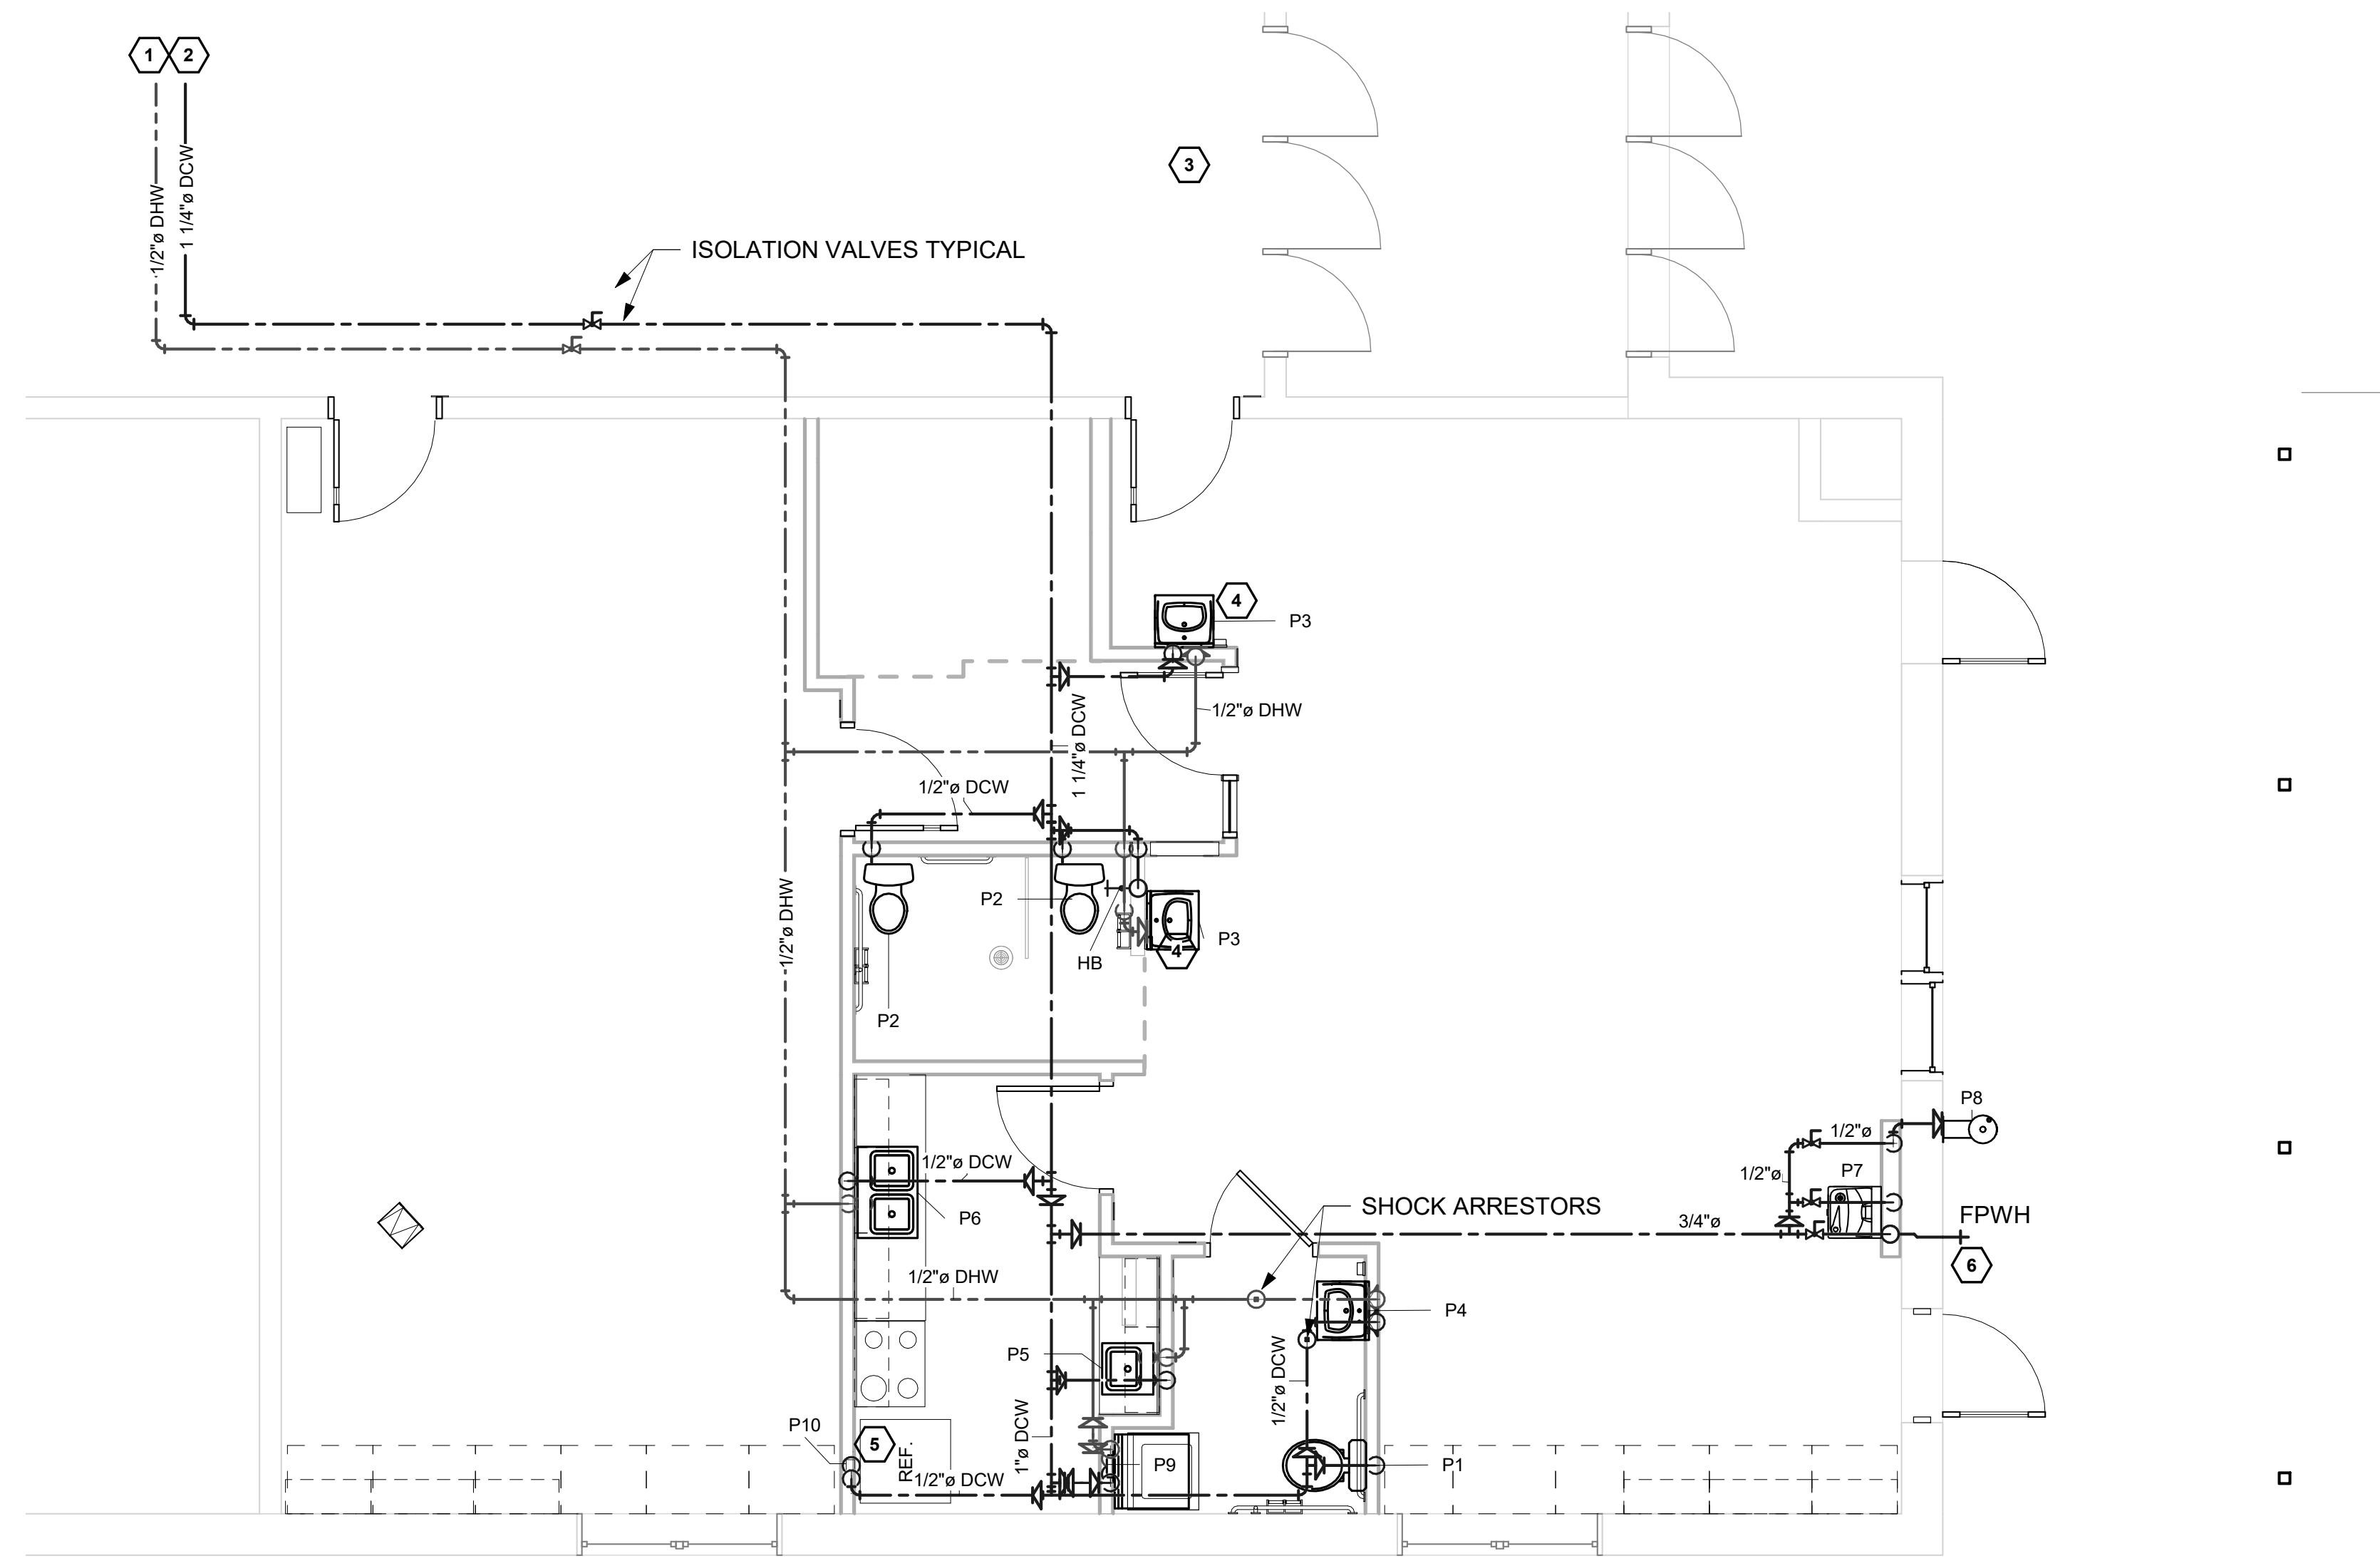 1
2
3
1/2"ø DHW
1 1/4"ø DCW
ISOLATION VALVES TYPICAL
4
P3
1/2"ø DHW
1 1/4"ø DCW
1/2"ø DCW
1/2"ø DHW
P2
P3
4
HB
P2
P8
1/2"ø
1/2"ø
P7
1/2"ø DCW
P6
SHOCK ARRESTORS
3/4"ø
FPWH
6
1/2"ø DHW
P4
P5
1/2"ø DCW
P10
5
REF.
1"ø DCW
P9
P1
1/2"ø DCW